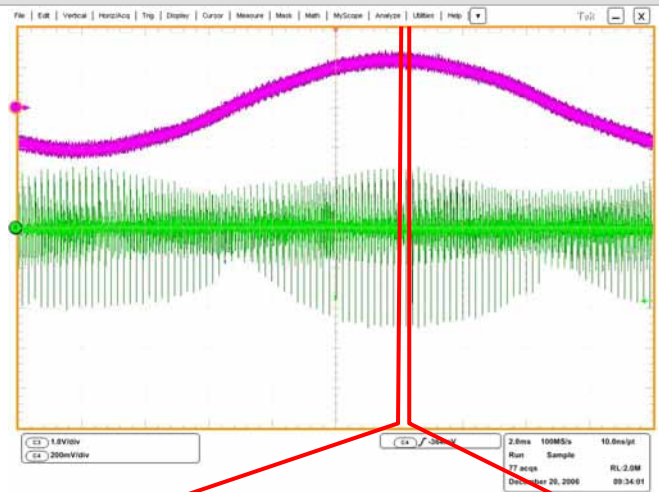 File | Edit | Vertical | Horiz/Acq | Trig | Display | Cursor | Measure | Mask | Math | MyScope | Analyze | Utilities | Help
C3 1.0V/div
C4 200mV/div
C4
2.0ms 100MS/s 10.0ns/pt
Run Sample
77 acqs RL:2.0M
December 20, 2006 09:34:01